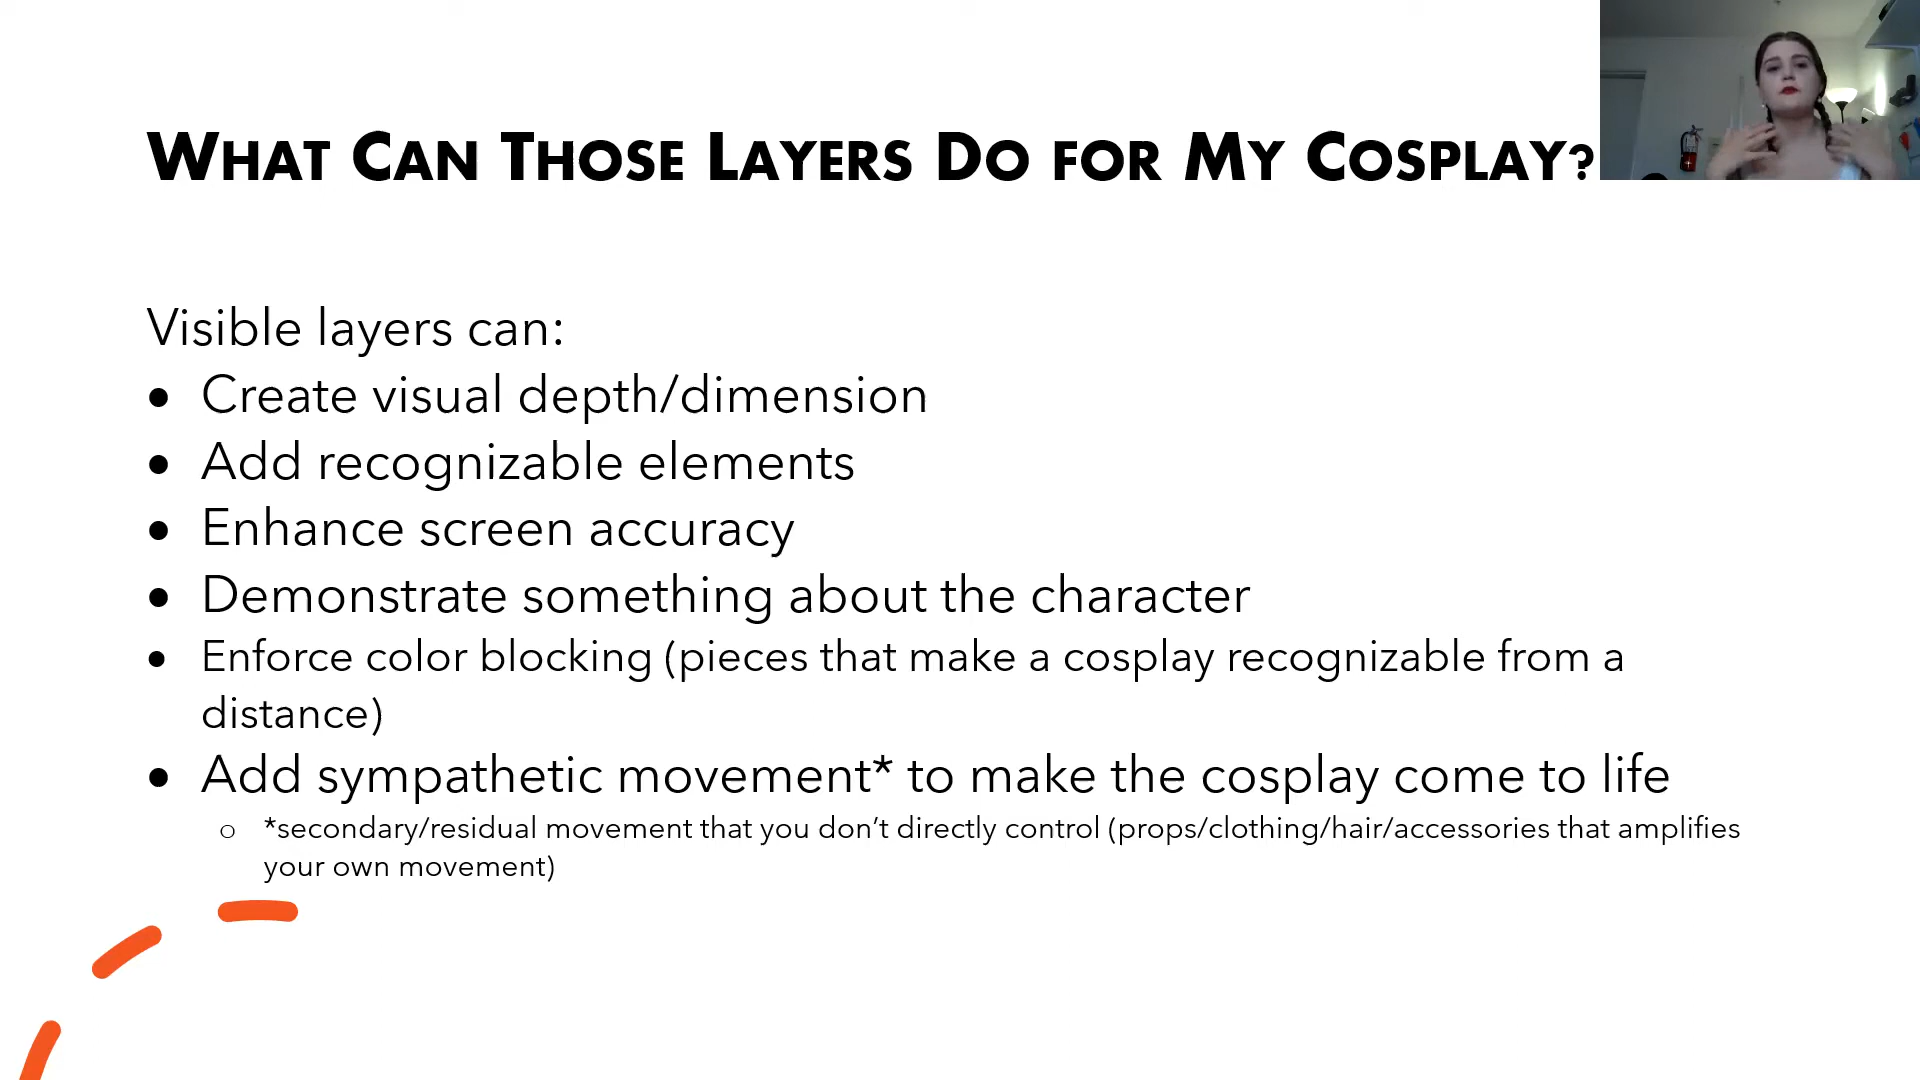 WHAT CAN THOSE LAYERS DO FOR MY COSPLAY?
Visible layers can:
• Create visual depth/dimension
• Add recognizable elements
• Enhance screen accuracy
• Demonstrate something about the character
• Enforce color blocking (pieces that make a cosplay recognizable from a
distance)
• Add sympathetic movement* to make the cosplay come to life
o *secondary/residual movement that you don’t directly control (props/clothing/hair/accessories that amplifies
your own movement)